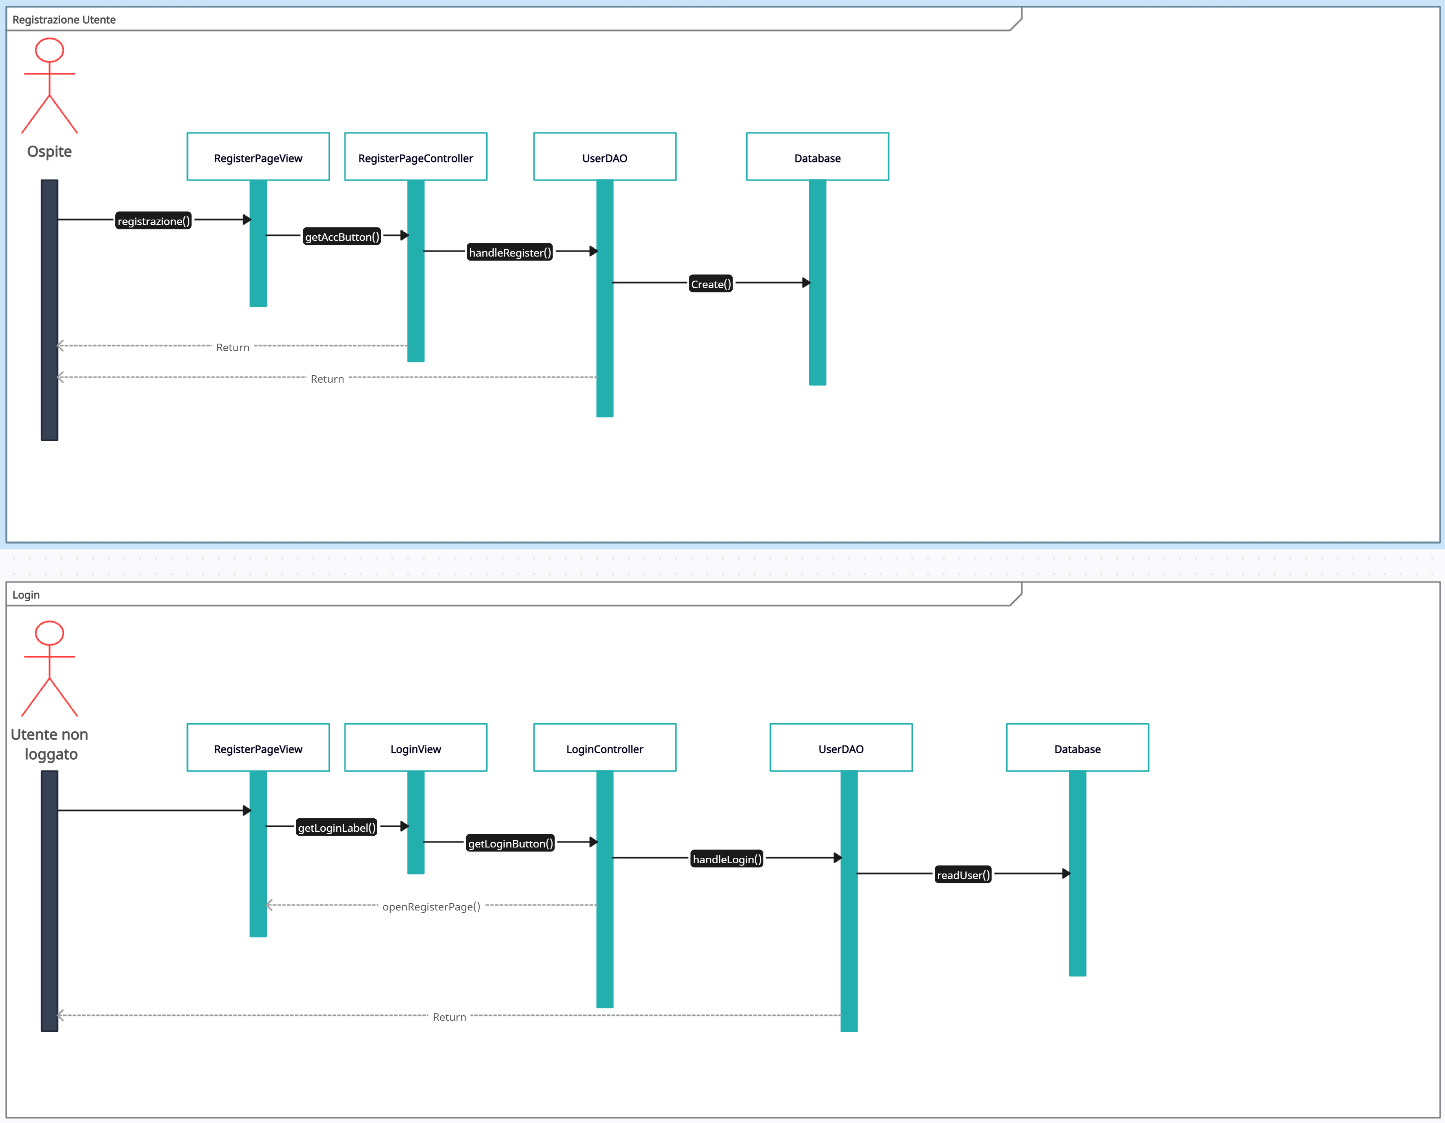 Registrazione Utente
Ospite
RegisterPageView
RegisterPageController
UserDAO
Database
registrazione()
getAccButton()
handleRegister()
Create()
Return
Return
Login
Utente non
loggato
RegisterPageView
LoginView
LoginController
UserDAO
Database
getLoginLabel()
getLoginButton()
handleLogin()
readUser()
openRegisterPage()
Return